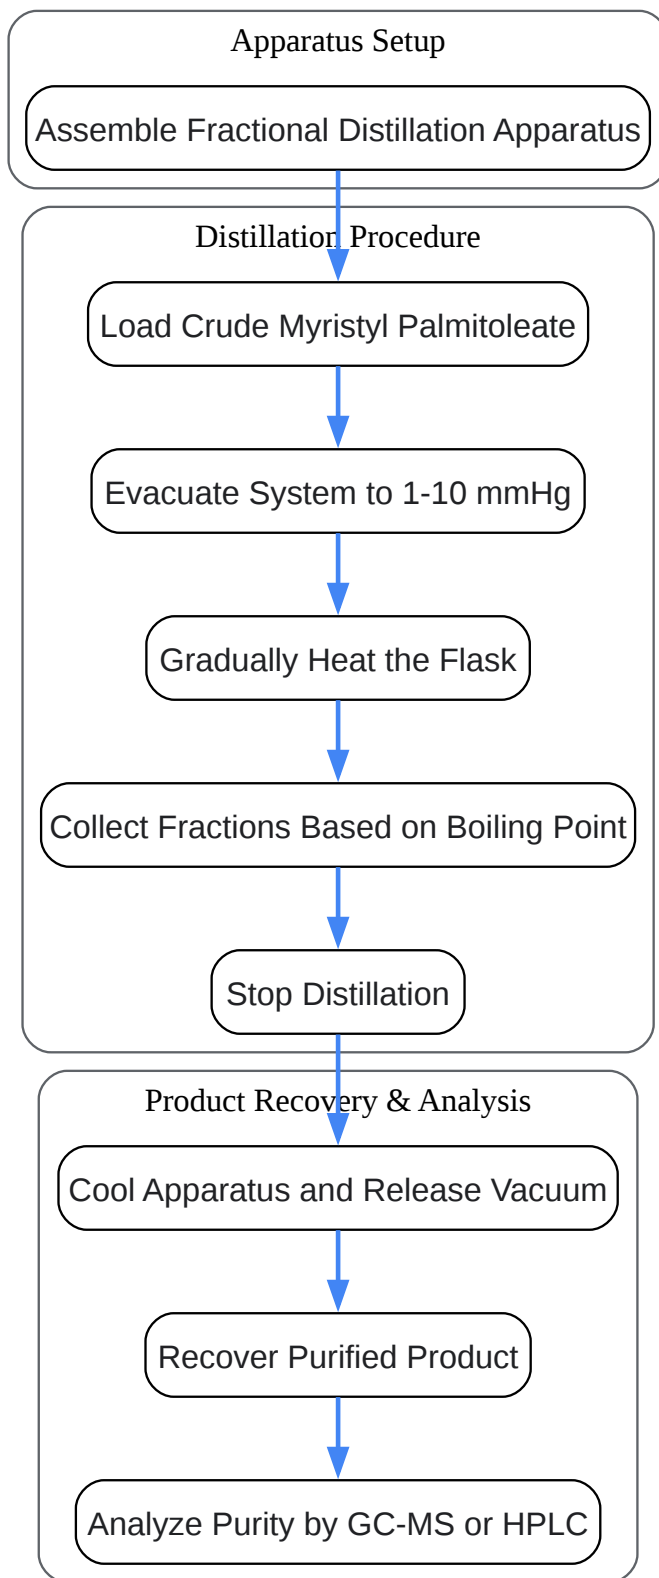 Apparatus Setup
Assemble Fractional Distillation Apparatus
Distillation Procedure
Load Crude Myristyl Palmitoleate
Evacuate System to 1-10 mmHg
Gradually Heat the Flask
Collect Fractions Based on Boiling Point
Stop Distillation
Product Recovery & Analysis
Cool Apparatus and Release Vacuum
Recover Purified Product
Analyze Purity by GC-MS or HPLC